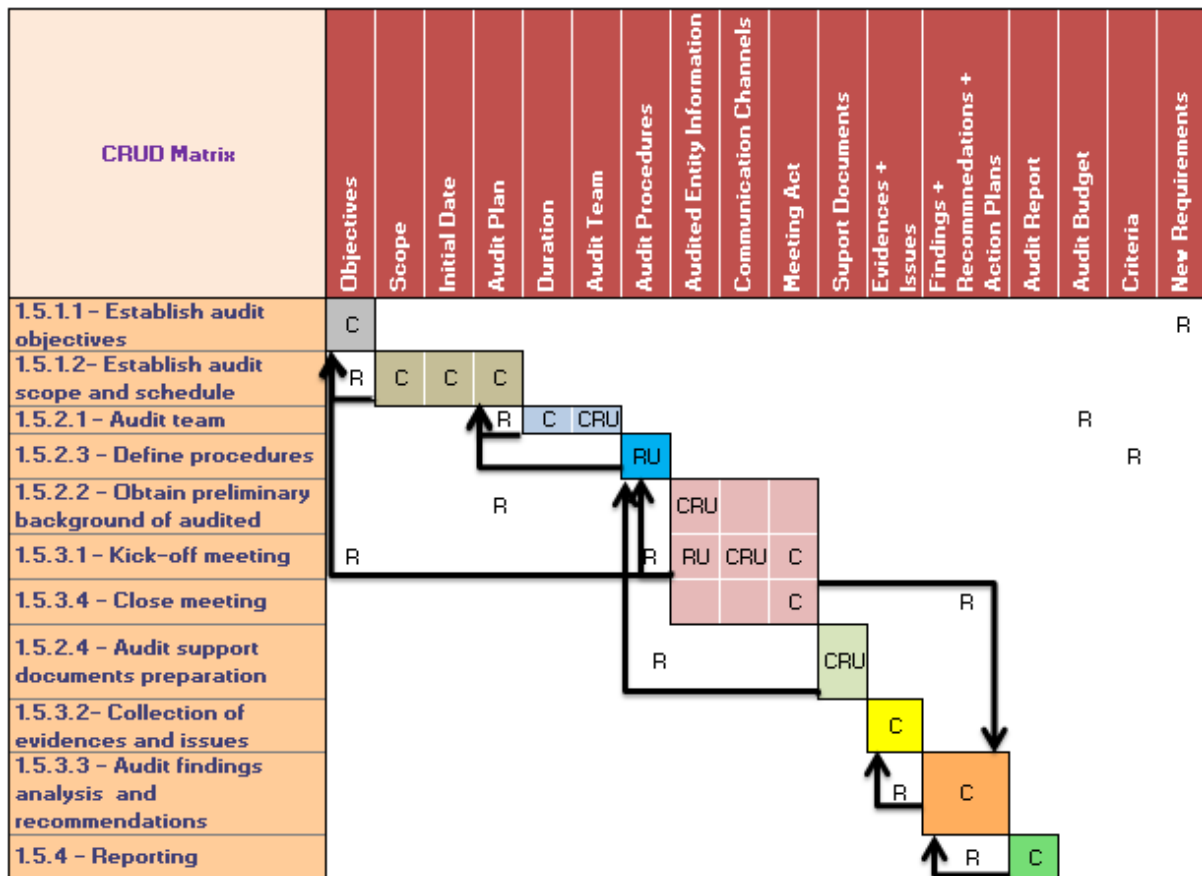 CRUD Matrix
Objectives
Scope
Initial Date
Audit Plan
Duration
Audit Team
Audit Procedures
Audited Entity Information
Communication Channels
Meeting Act
Suport Documents
Evidences +
Issues
Findings +
Recommnedations +
Action Plans
Audit Report
Audit Budget
Criteria
New Requirements
1.5.1.1 - Establish audit
objectives
C R
1.5.1.2- Establish audit
scope and schedule
R C C C
1.5.2.1 - Audit team R C CRU R
1.5.2.3 - Define procedures RU R
1.5.2.2 - Obtain preliminary
background of audited
R CRU
1.5.3.1 - Kick-off meeting R R RU CRU C
1.5.3.4 - Close meeting C R
1.5.2.4 - Audit support
documents preparation
R CRU
1.5.3.2- Collection of
evidences and issues
C
1.5.3.3 - Audit findings
analysis and
recommendations
R C
1.5.4 - Reporting R C